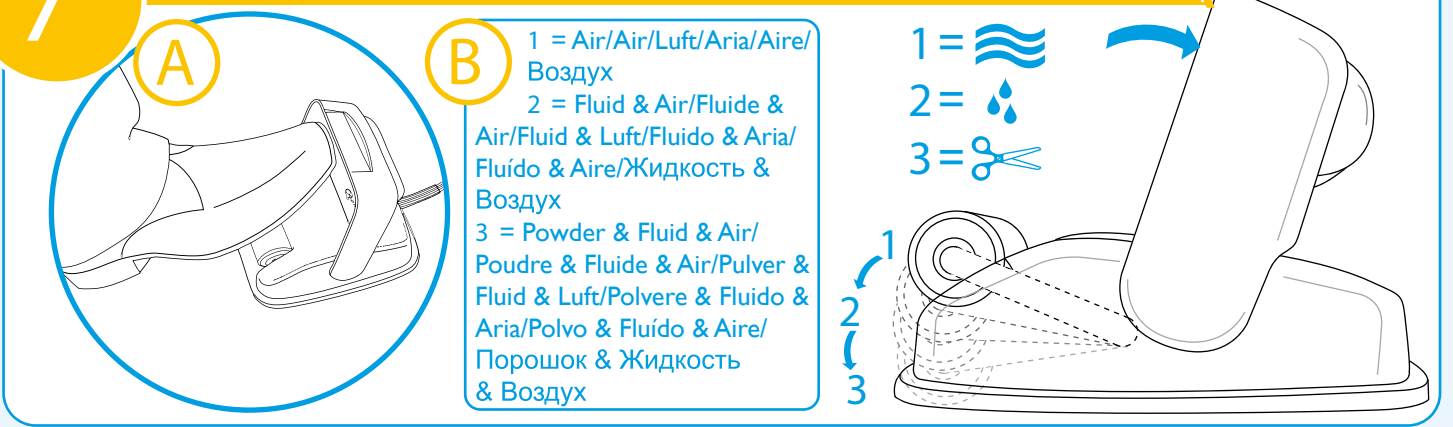 7
A
B
1 = Air/Air/Luft/Aria/Aire/
Воздух
2 = Fluid & Air/Fluide &
Air/Fluid & Luft/Fluido & Aria/
Fluído & Aire/Жидкость &
Воздух
3 = Powder & Fluid & Air/
Poudre & Fluide & Air/Pulver &
Fluid & Luft/Polvere & Fluido &
Aria/Polvo & Fluído & Aire/
Порошок & Жидкость
& Воздух
1 =
2 =
3 =
1
2
3